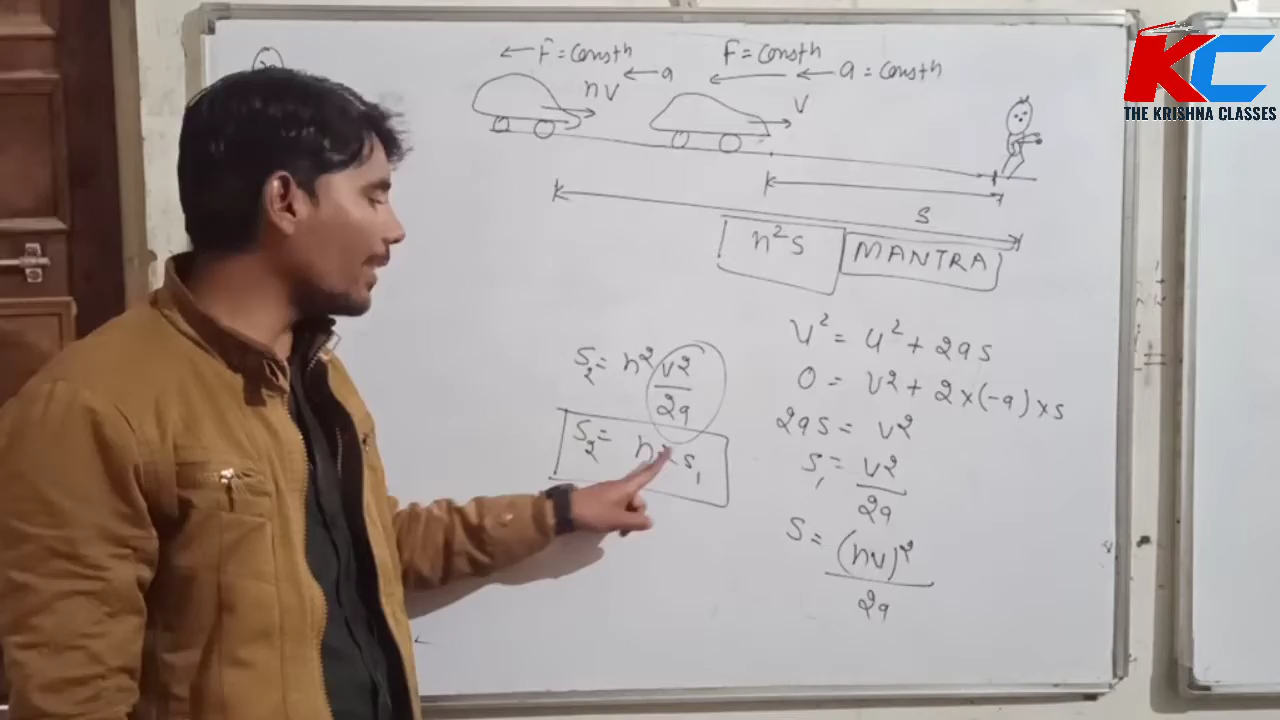 KC
THE KRISHNA CLASSES
← F = consth
F = consth
← a
← a = consth
nv
v
s
n²s
MANTRA
v² = u² + 2as
0 = v² + 2×(-a)×s
2as = v²
s₁ = v²/2a
s = (nv)²/2a
s₂ = n² v²/2a
s₂ = n² s₁